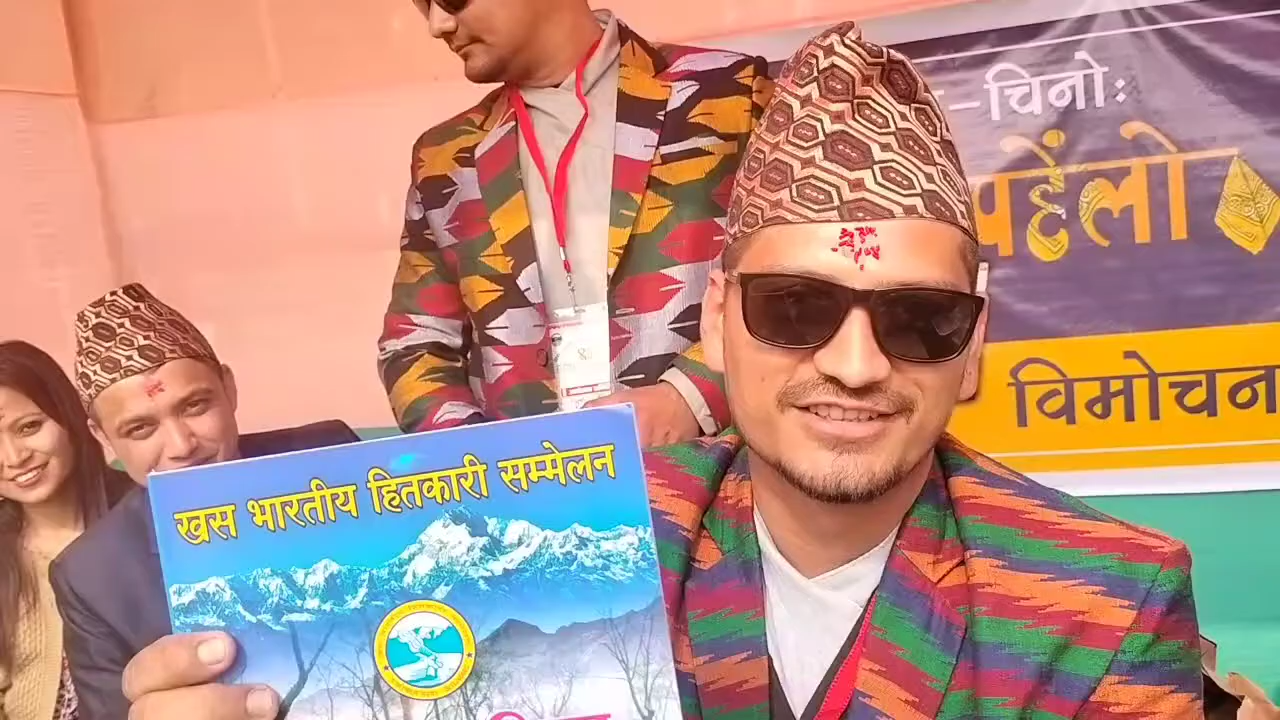 -चिनोः
पहेंलो
विमोचन
खस भारतीय हितकारी सम्मेलन